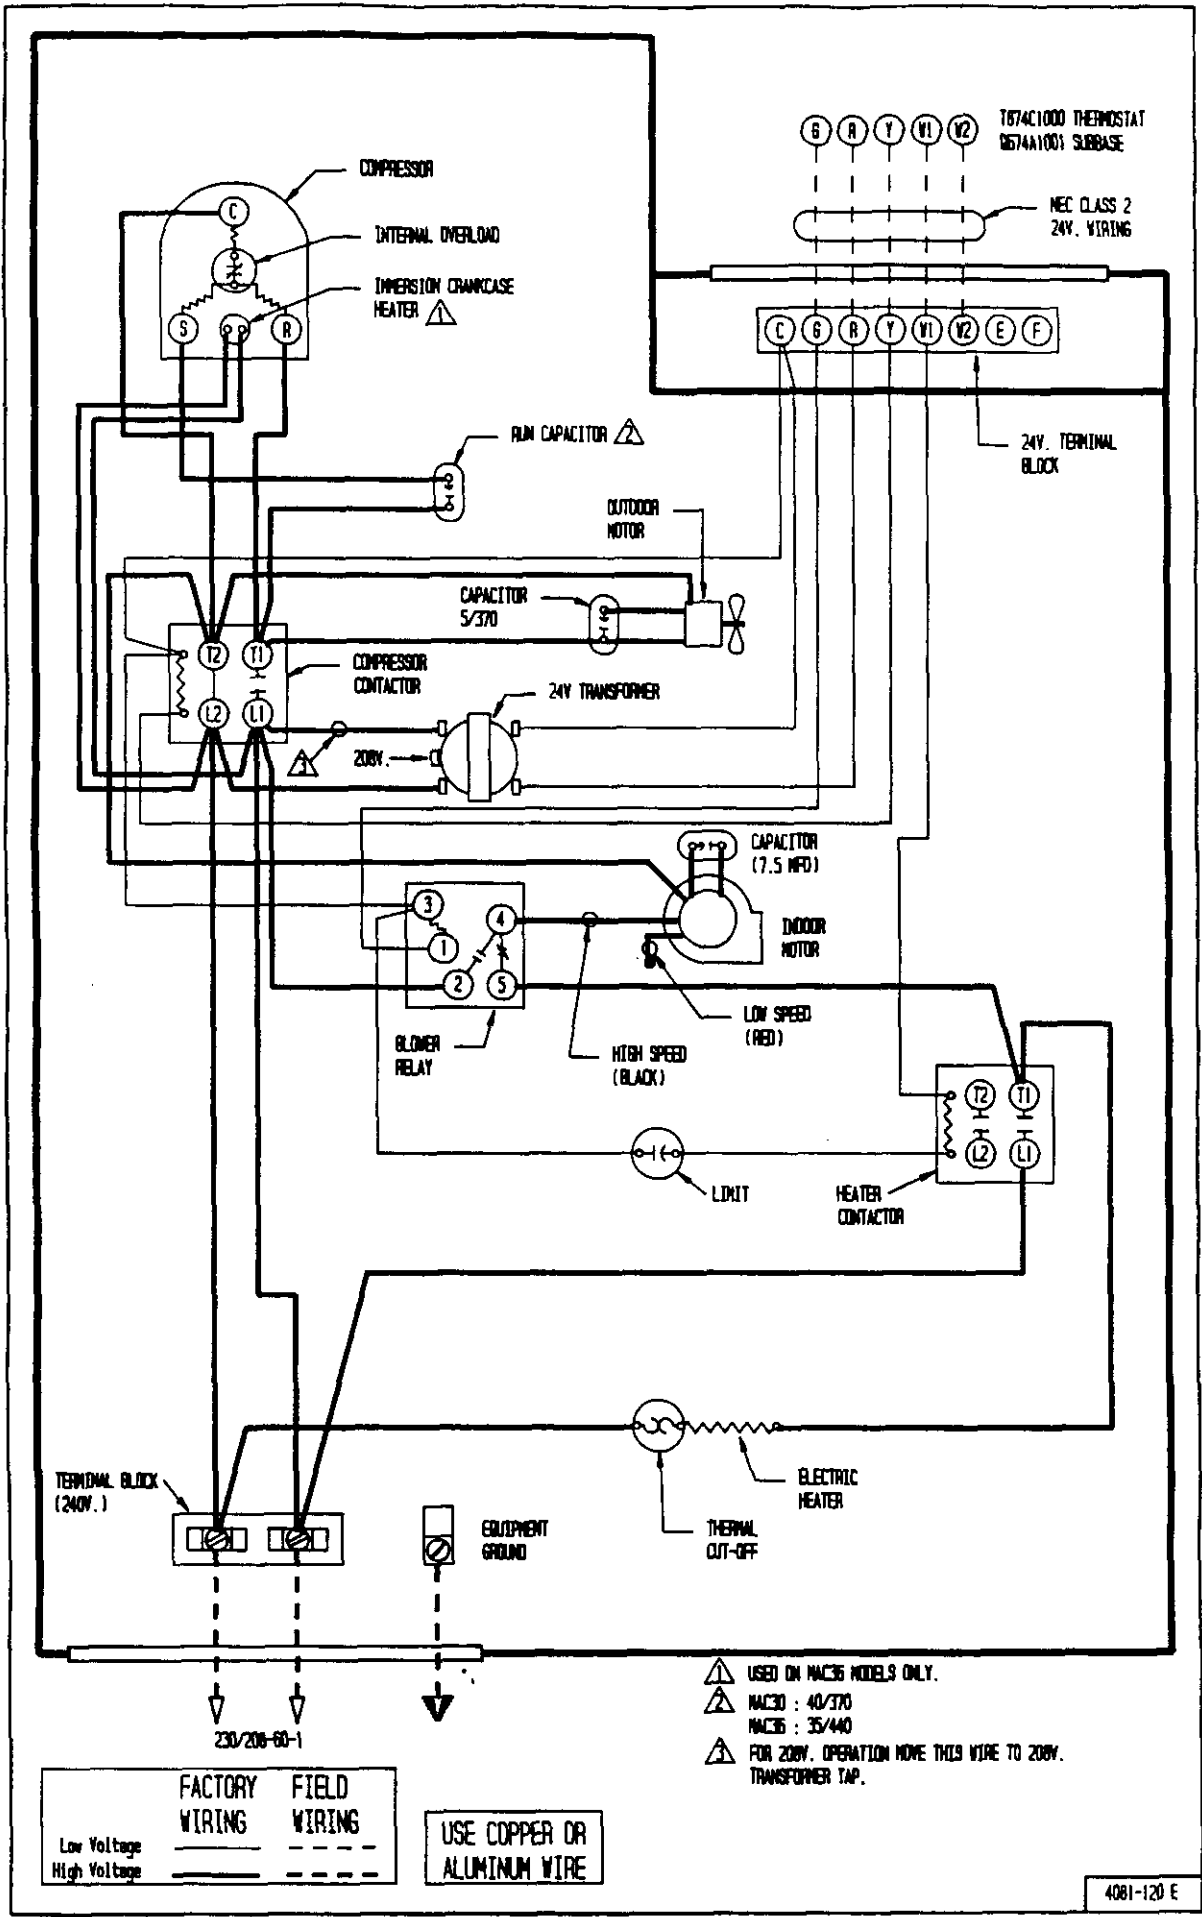 G R Y W1 W2
T874C1000 THERMOSTAT
Q674A1001 SUBBASE
COMPRESSOR
C
NEC CLASS 2
24V. WIRING
INTERNAL OVERLOAD
IMMERSION CRANKCASE
HEATER 1
S R
C G R Y W1 W2 E F
RUN CAPACITOR 2
24V. TERMINAL
BLOCK
OUTDOOR
MOTOR
CAPACITOR
5/370
T2 T1
COMPRESSOR
CONTACTOR
24V TRANSFORMER
L2 L1
3
208V.
CAPACITOR
(7.5 MFD)
3
4
1
INDOOR
MOTOR
2 5
LOW SPEED
(RED)
BLOWER
RELAY
HIGH SPEED
(BLACK)
T2 T1
L2 L1
LIMIT
HEATER
CONTACTOR
TERMINAL BLOCK
(240V.)
ELECTRIC
HEATER
EQUIPMENT
GROUND
THERMAL
CUT-OFF
230/208-60-1
1 USED ON MAC36 MODELS ONLY.
2 MAC30 : 40/370
MAC36 : 35/440
3 FOR 208V. OPERATION MOVE THIS WIRE TO 208V.
TRANSFORMER TAP.
FACTORY FIELD
WIRING WIRING
Low Voltage
High Voltage
USE COPPER OR
ALUMINUM WIRE
4081-120 E